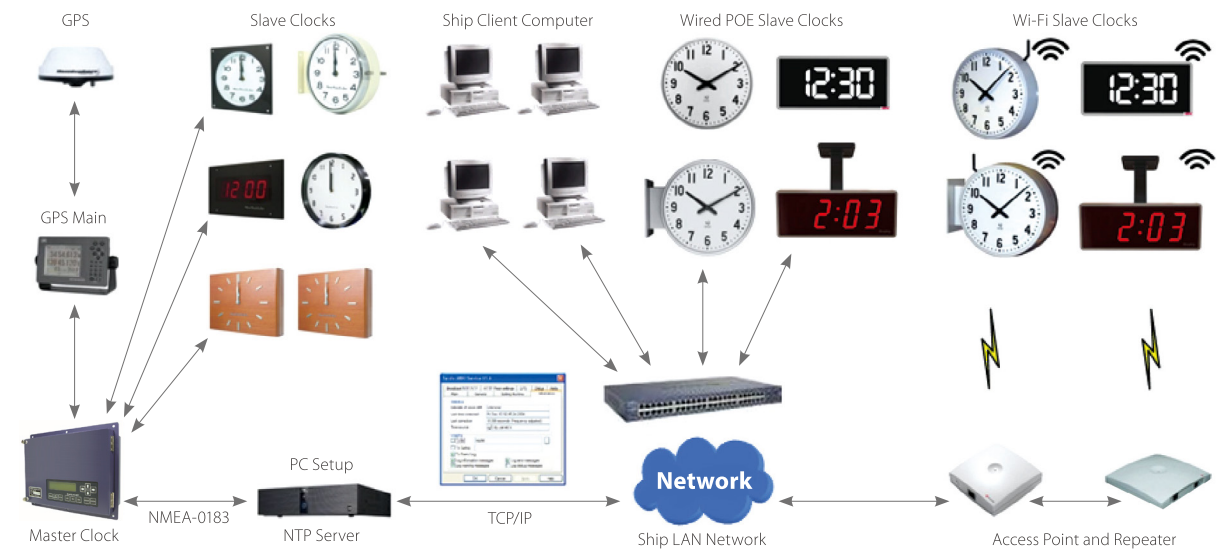 GPS
Slave Clocks
Ship Client Computer
Wired POE Slave Clocks
Wi-Fi Slave Clocks
12:30
12:30
12 00
2:03
2:03
GPS Main
PC Setup
Network
NMEA-0183
TCP/IP
Master Clock
NTP Server
Ship LAN Network
Access Point and Repeater